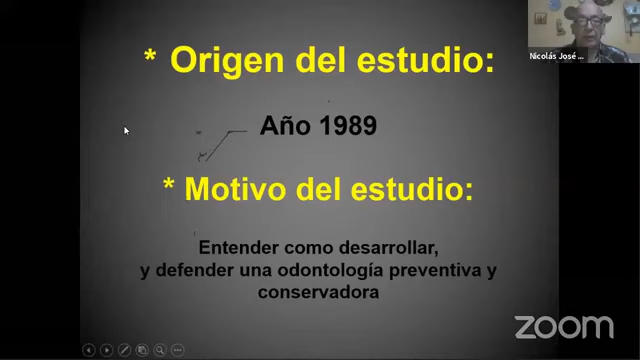 Nicolás José ...
* Origen del estudio:
Año 1989
* Motivo del estudio:
Entender como desarrollar,
y defender una odontología preventiva y
conservadora
zoom